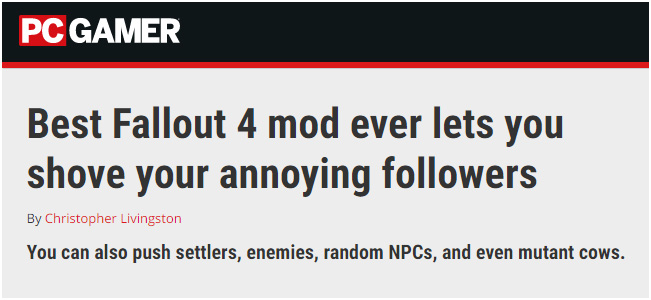 PC GAMER
Best Fallout 4 mod ever lets you
shove your annoying followers
By Christopher Livingston
You can also push settlers, enemies, random NPCs, and even mutant cows.